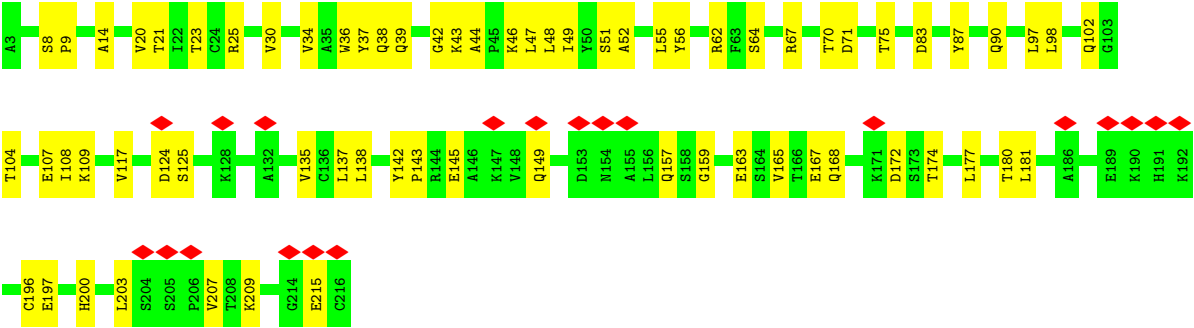 A3 S8 P9 A14 V20 T21 I22 T23 C24 R25 V30 V34 A35 W36 Y37 Q38 Q39 G42 K43 A44 P45 K46 L47 L48 I49 Y50 S51 A52 L55 Y56 R62 F63 S64 R67 T70 D71 T75 D83 Y87 Q90 L97 L98 Q102 G103
T104 E107 I108 K109 V117 D124 S125 K128 A132 V135 C136 L137 L138 Y142 P143 R144 E145 A146 K147 V148 Q149 D153 N154 A155 L156 Q157 S158 G159 E163 S164 V165 T166 E167 Q168 K171 D172 S173 T174 L177 T180 L181 A186 E189 K190 H191 K192
C196 E197 H200 L203 S204 S205 P206 V207 T208 K209 G214 E215 C216